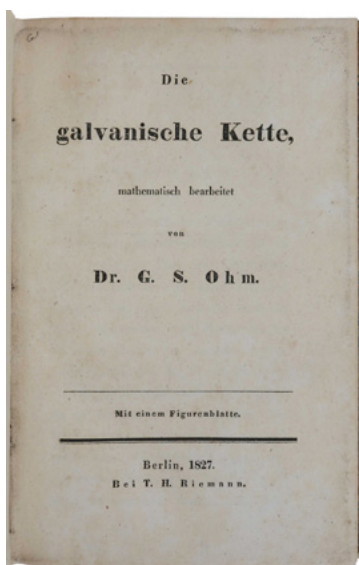 Die
galvanische Kette,
mathematisch bearbeitet
von
Dr. G. S. Ohm.
Mit einem Figurenblatte.
Berlin, 1827.
Bei T. H. Riemann.